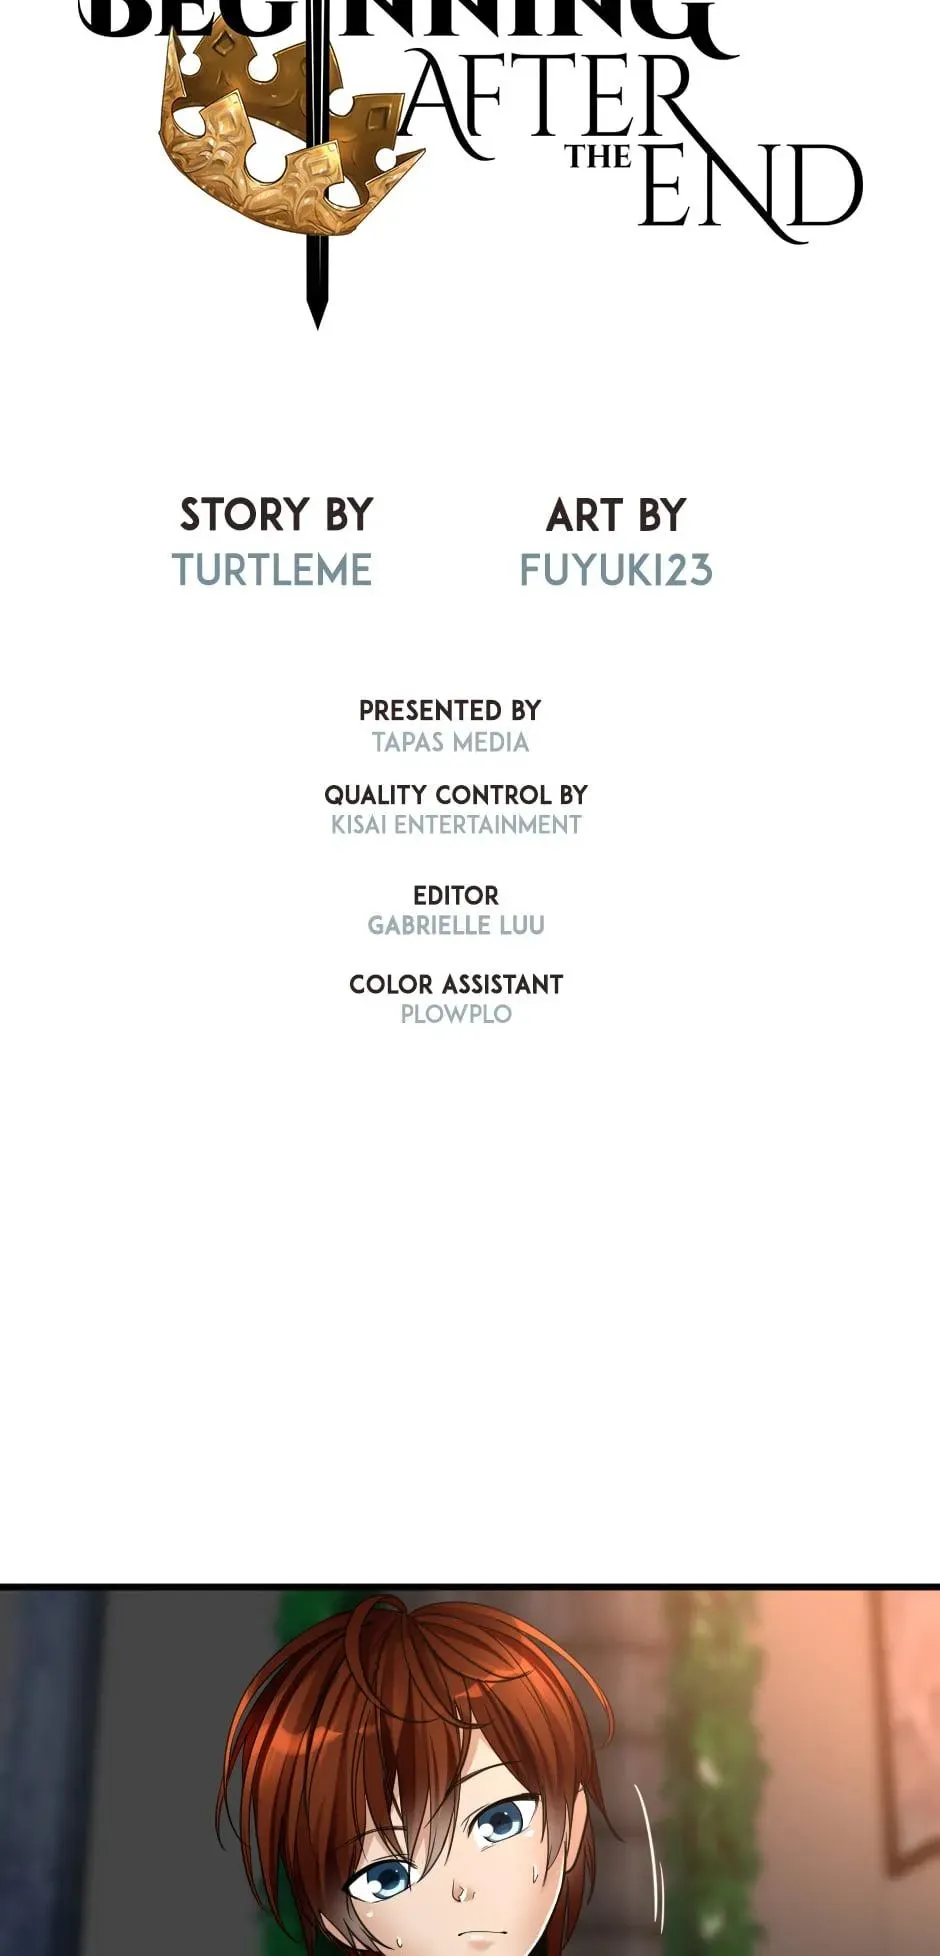 BEGINNING
AFTER
THE END
STORY BY
TURTLEME
ART BY
FUYUKI23
PRESENTED BY
TAPAS MEDIA
QUALITY CONTROL BY
KISAI ENTERTAINMENT
EDITOR
GABRIELLE LUU
COLOR ASSISTANT
PLOWPLO